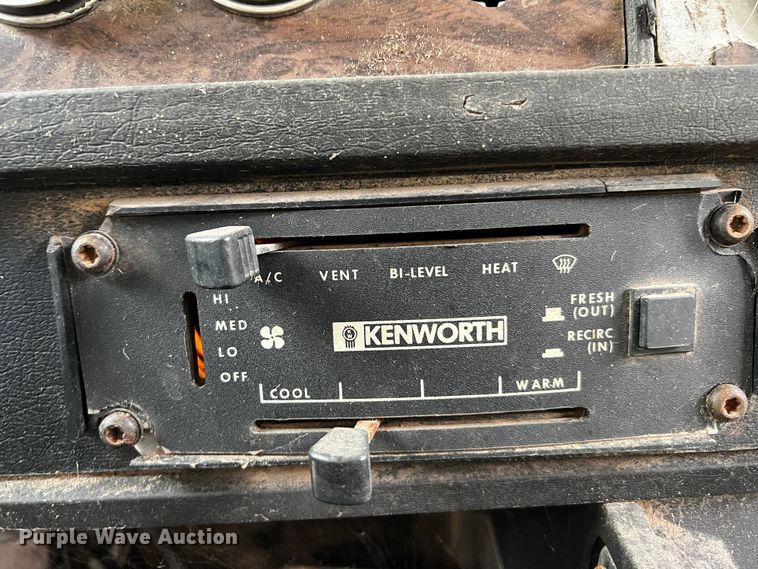 A/C VENT BI-LEVEL HEAT
HI
MED
LO
OFF
KENWORTH
FRESH
(OUT)
RECIRC
(IN)
COOL WARM
Purple Wave Auction